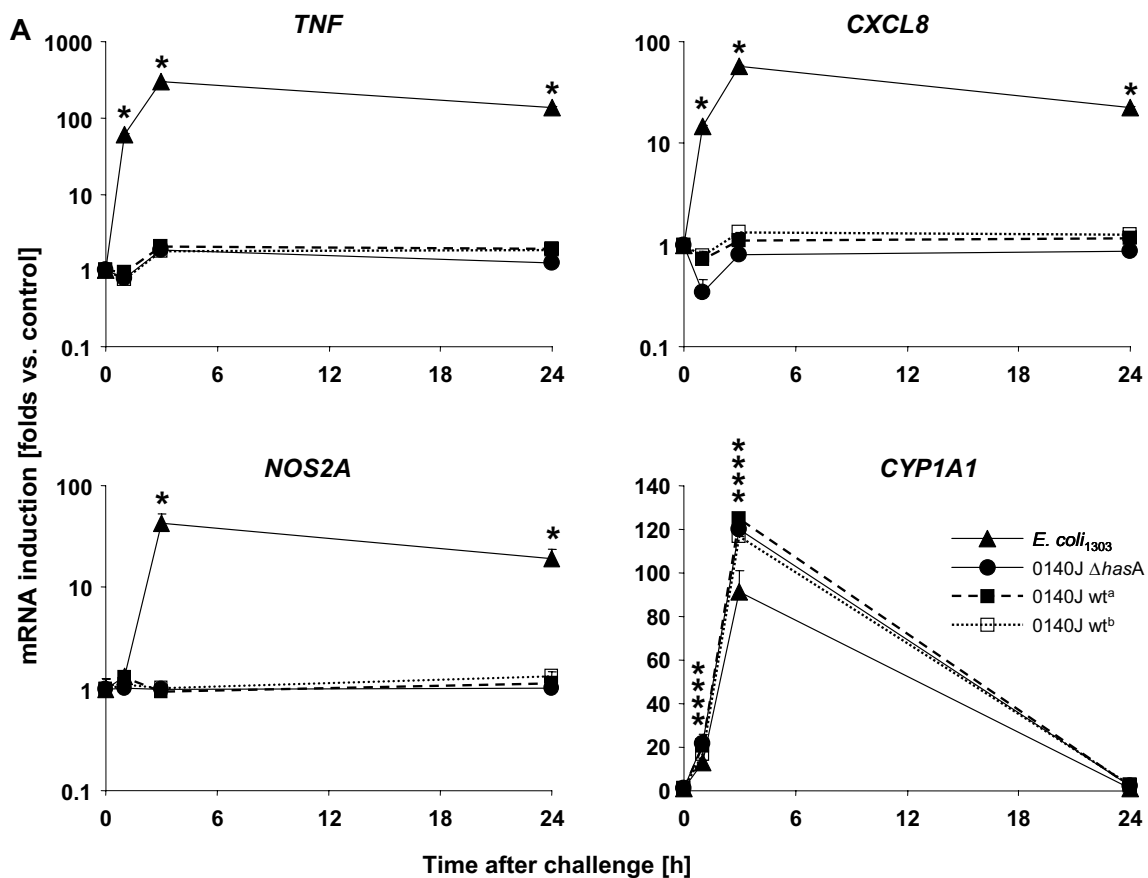 A
TNF
1000
100
10
1
0.1
0 6 12 18 24
*
*
*
CXCL8
100
10
1
0.1
0 6 12 18 24
*
*
*
NOS2A
100
10
1
0.1
0 6 12 18 24
*
*
CYP1A1
140
120
100
80
60
40
20
0
0 6 12 18 24
****
****
E. coli1303
0140J ΔhasA
0140J wtᵃ
0140J wtᵇ
mRNA induction [folds vs. control]
Time after challenge [h]